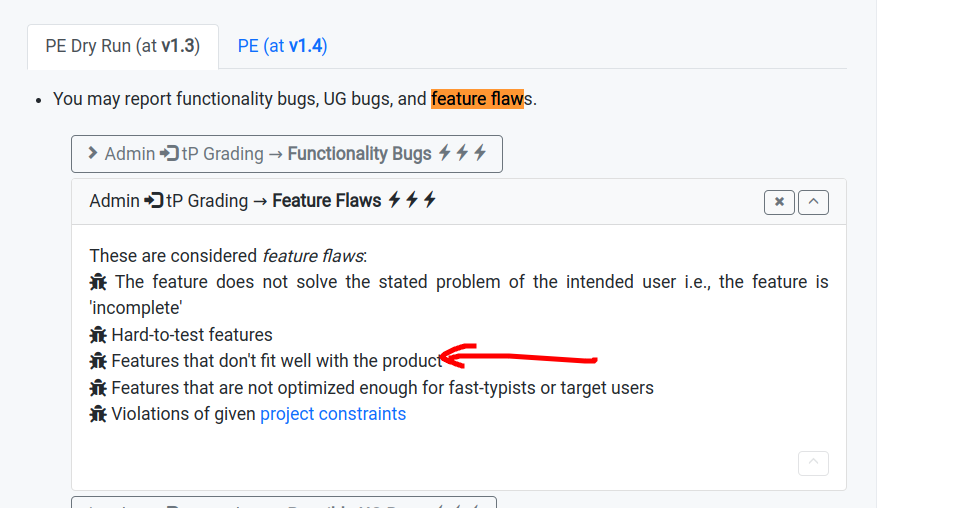 PE Dry Run (at v1.3) PE (at v1.4)
You may report functionality bugs, UG bugs, and feature flaws.
Admin tP Grading → Functionality Bugs
Admin tP Grading → Feature Flaws
These are considered feature flaws:
The feature does not solve the stated problem of the intended user i.e., the feature is
'incomplete'
Hard-to-test features
Features that don't fit well with the product
Features that are not optimized enough for fast-typists or target users
Violations of given project constraints